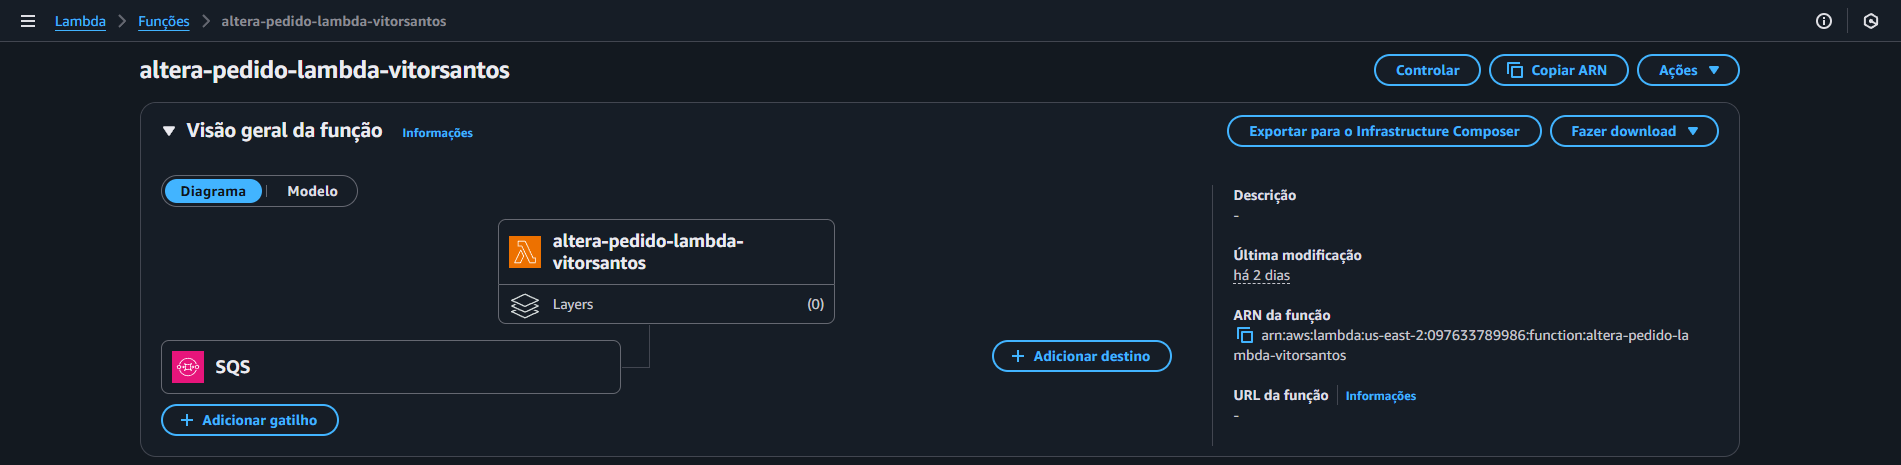 Lambda > Funções > altera-pedido-lambda-vitorsantos
altera-pedido-lambda-vitorsantos
Controlar
Copiar ARN
Ações
Visão geral da função
Informações
Exportar para o Infrastructure Composer
Fazer download
Diagrama
Modelo
altera-pedido-lambda-
vitorsantos
Layers
(0)
SQS
+ Adicionar gatilho
+ Adicionar destino
Descrição
-
Última modificação
há 2 dias
ARN da função
arn:aws:lambda:us-east-2:097633789986:function:altera-pedido-la
mbda-vitorsantos
URL da função
Informações
-